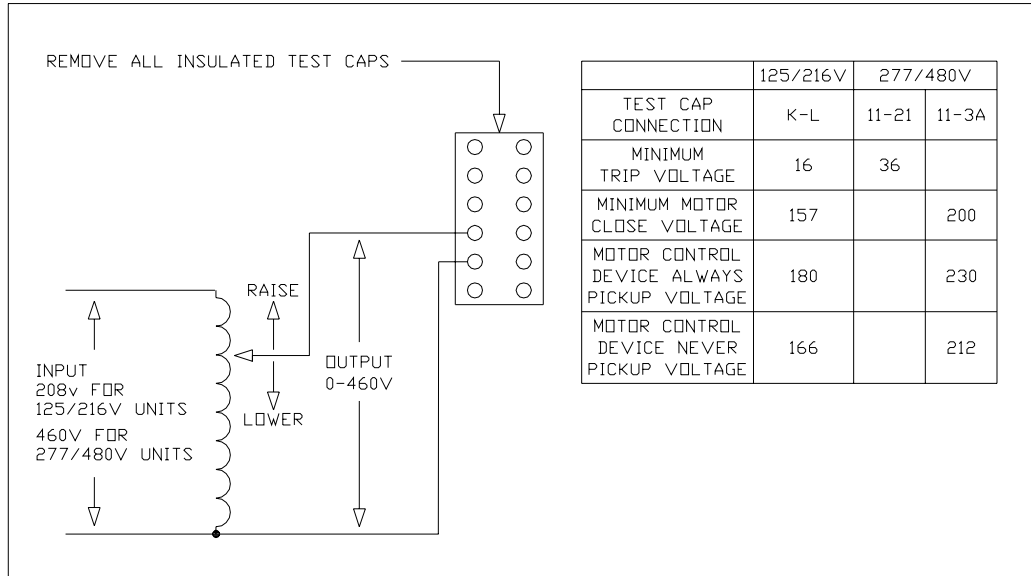 REMOVE ALL INSULATED TEST CAPS
RAISE
LOWER
OUTPUT
0-460V
INPUT
208v FOR
125/216V UNITS
460V FOR
277/480V UNITS
125/216V 277/480V
TEST CAP
CONNECTION K-L 11-21 11-3A
MINIMUM
TRIP VOLTAGE 16 36
MINIMUM MOTOR
CLOSE VOLTAGE 157 200
MOTOR CONTROL
DEVICE ALWAYS
PICKUP VOLTAGE 180 230
MOTOR CONTROL
DEVICE NEVER
PICKUP VOLTAGE 166 212